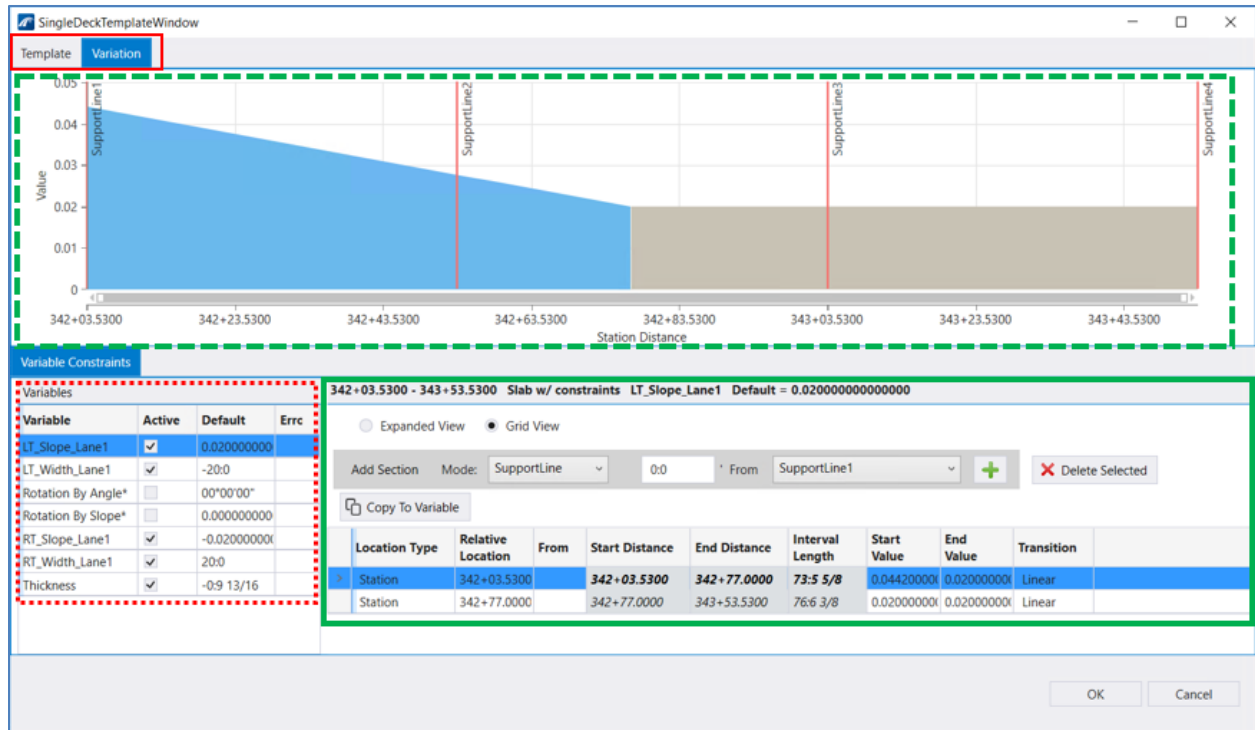 SingleDeckTemplateWindow
Template Variation
0.05
0.04
0.03
0.02
0.01
0
Value
SupportLine1
SupportLine2
SupportLine3
SupportLine4
342+03.5300 342+23.5300 342+43.5300 342+63.5300 342+83.5300 343+03.5300 343+23.5300 343+43.5300
Station Distance
Variable Constraints
Variables
Variable Active Default Errc
LT_Slope_Lane1 0.020000000
LT_Width_Lane1 -20:0
Rotation By Angle* 00°00'00"
Rotation By Slope* 0.000000000
RT_Slope_Lane1 -0.02000000
RT_Width_Lane1 20:0
Thickness -0:9 13/16
342+03.5300 - 343+53.5300 Slab w/ constraints LT_Slope_Lane1 Default = 0.020000000000000
Expanded View Grid View
Add Section Mode: SupportLine 0:0 ' From SupportLine1 Delete Selected
Copy To Variable
Location Type Relative Location From Start Distance End Distance Interval Length Start Value End Value Transition
Station 342+03.5300 342+03.5300 342+77.0000 73:5 5/8 0.04420000 0.02000000 Linear
Station 342+77.0000 342+77.0000 343+53.5300 76:6 3/8 0.02000000 0.02000000 Linear
OK Cancel